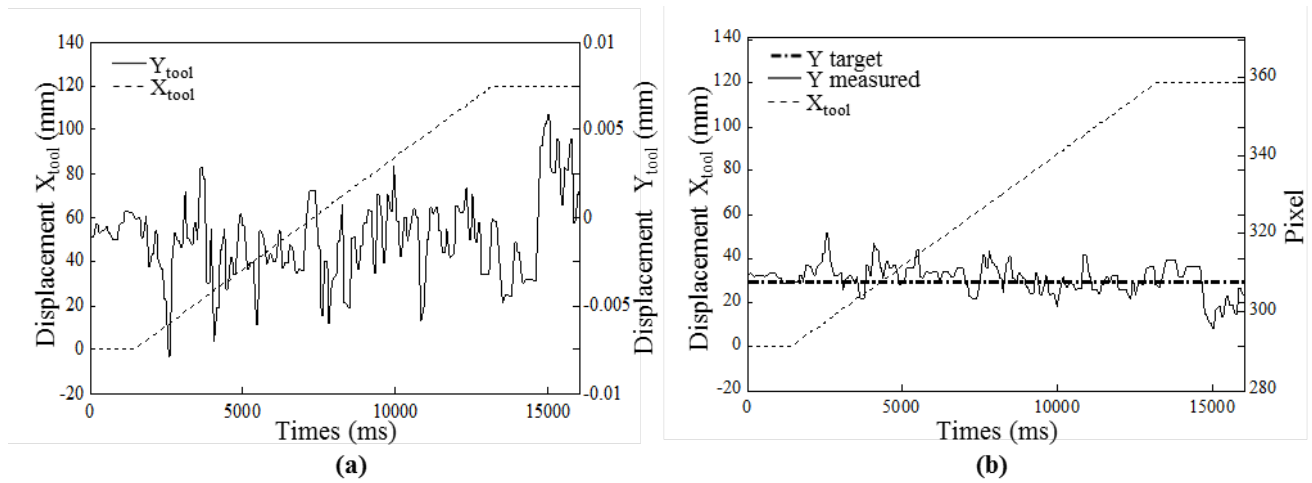 140
120
100
80
60
40
20
0
-20
Displacement X_tool (mm)
Y_tool
X_tool
0.01
0.005
0
-0.005
-0.01
Displacement Y_tool (mm)
0
5000
10000
15000
Times (ms)
(a)
140
120
100
80
60
40
20
0
-20
Displacement X_tool (mm)
Y target
Y measured
X_tool
360
340
320
300
280
Pixel
0
5000
10000
15000
Times (ms)
(b)